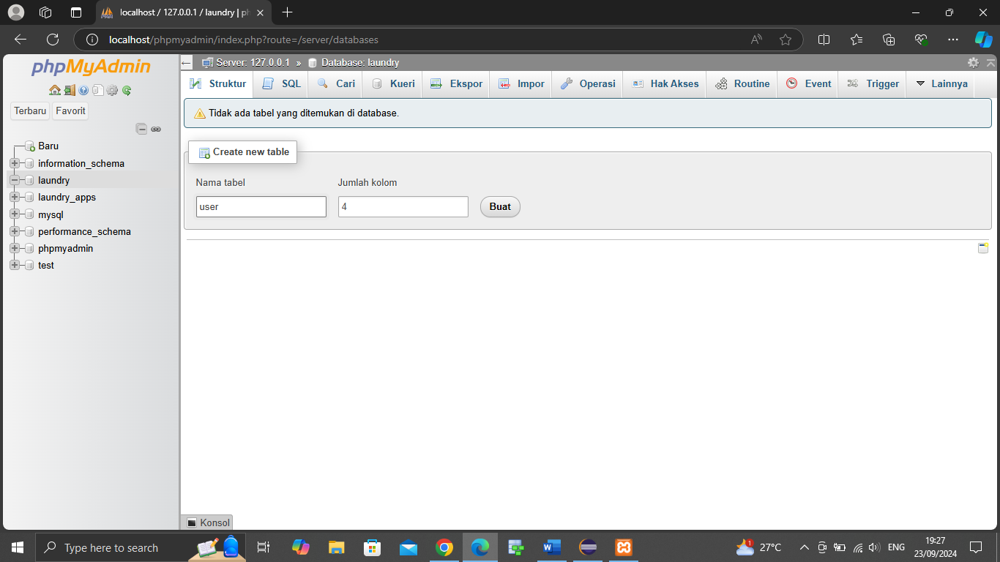 localhost / 127.0.0.1 / laundry | ph
localhost/phpmyadmin/index.php?route=/server/databases
phpMyAdmin
Terbaru Favorit
Baru
information_schema
laundry
laundry_apps
mysql
performance_schema
phpmyadmin
test
Server: 127.0.0.1 » Database: laundry
Struktur SQL Cari Kueri Ekspor Impor Operasi Hak Akses Routine Event Trigger Lainnya
Tidak ada tabel yang ditemukan di database.
Create new table
Nama tabel Jumlah kolom
user 4 Buat
Konsol
Type here to search
1 27°C ENG 19:27
23/09/2024